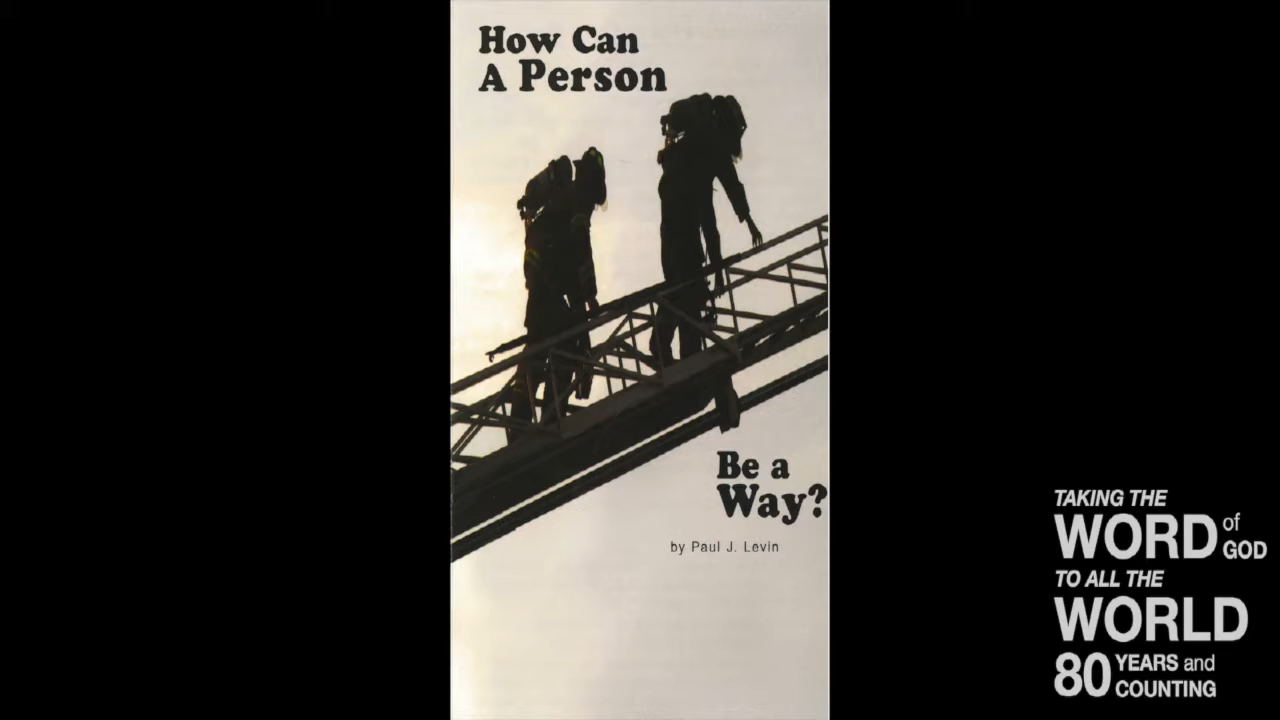 How Can
A Person
Be a
Way?
by Paul J. Levin
TAKING THE
WORD of
GOD
TO ALL THE
WORLD
80 YEARS and
COUNTING